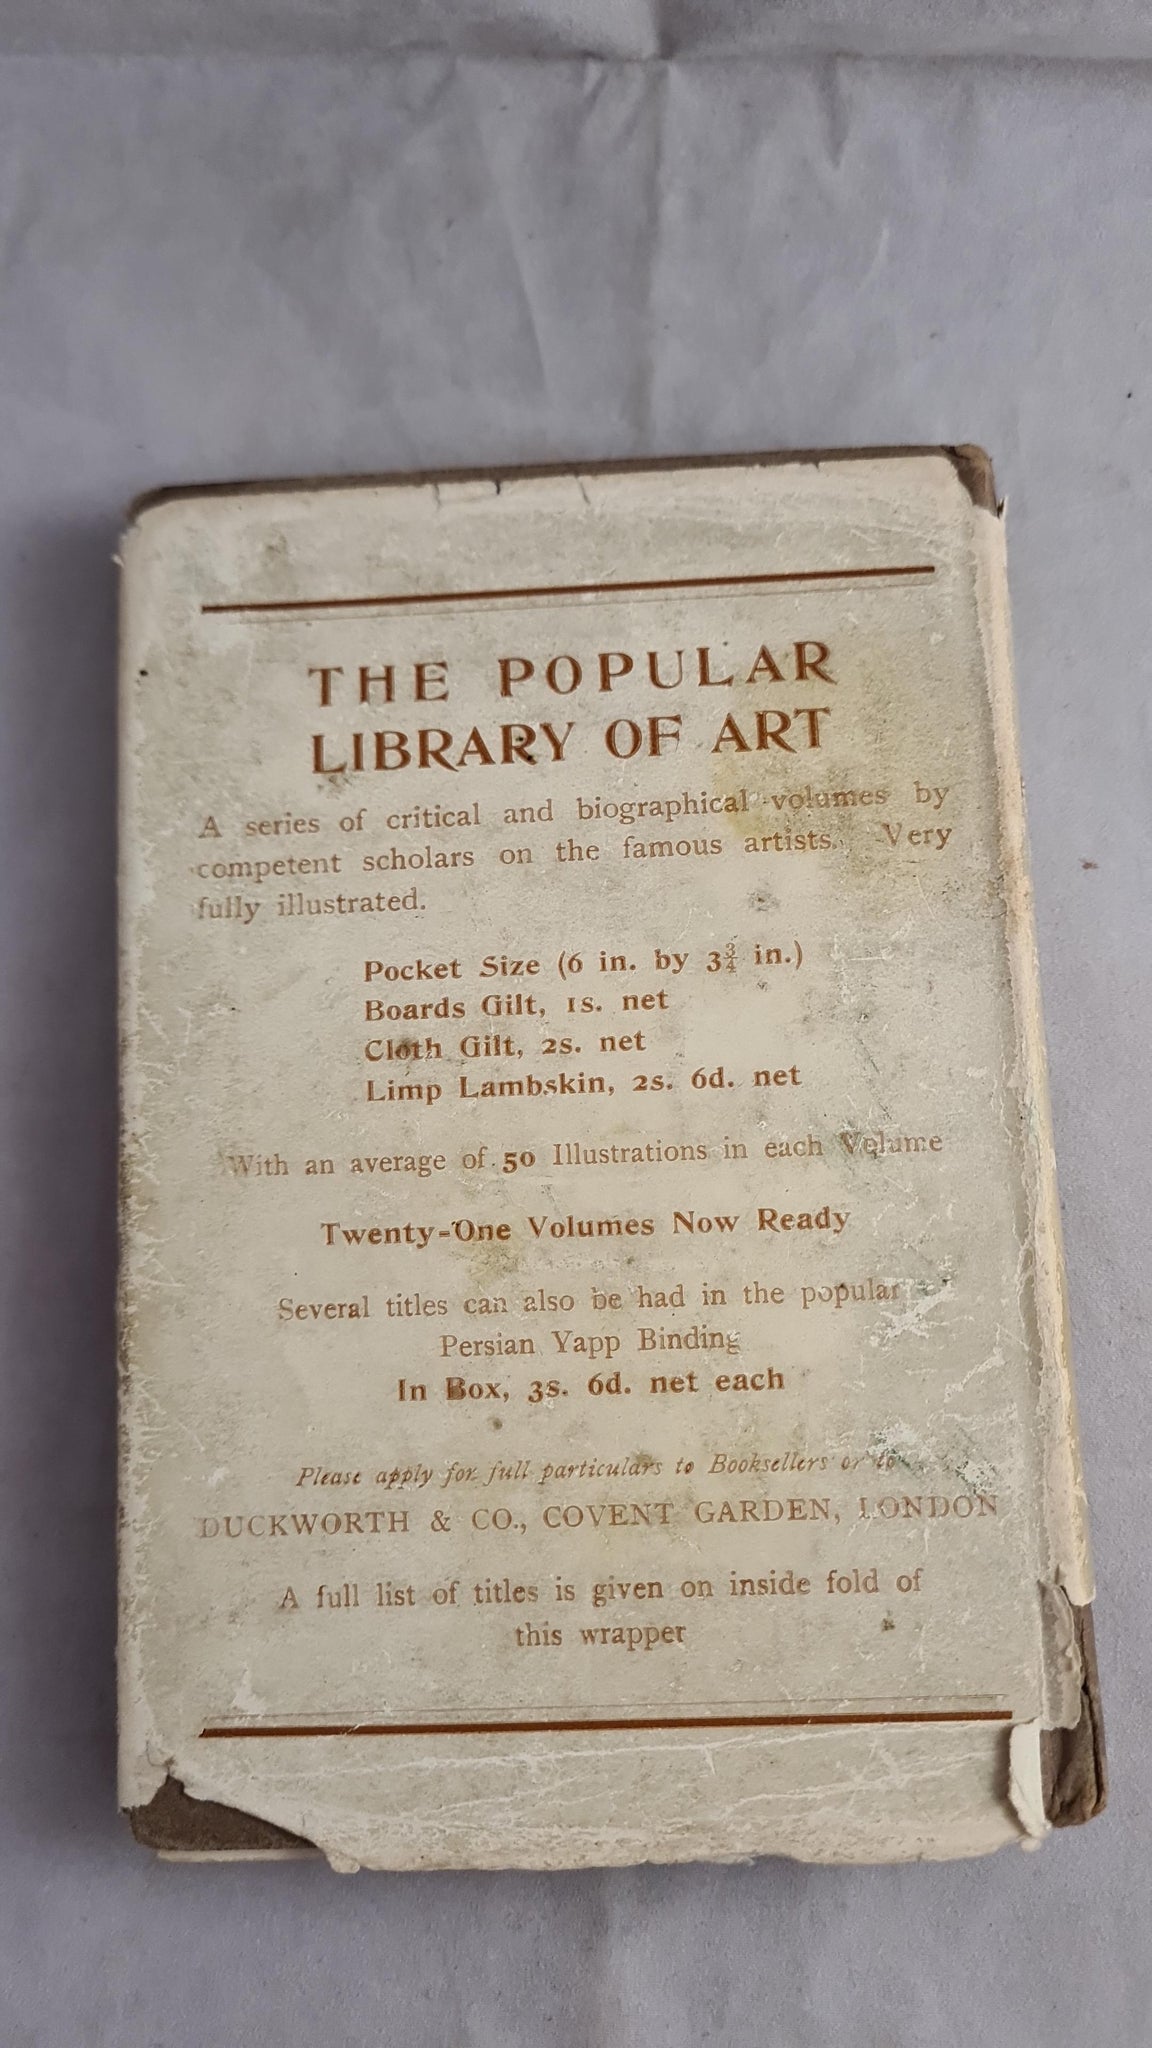 THE POPULAR
LIBRARY OF ART
A series of critical and biographical volumes by
competent scholars on the famous artists. Very
fully illustrated.
Pocket Size (6 in. by 3¾ in.)
Boards Gilt, 1s. net
Cloth Gilt, 2s. net
Limp Lambskin, 2s. 6d. net
With an average of 50 Illustrations in each Volume
Twenty-One Volumes Now Ready
Several titles can also be had in the popular
Persian Yapp Binding
In Box, 3s. 6d. net each
Please apply for full particulars to Booksellers or to
DUCKWORTH & CO., COVENT GARDEN, LONDON
A full list of titles is given on inside fold of
this wrapper